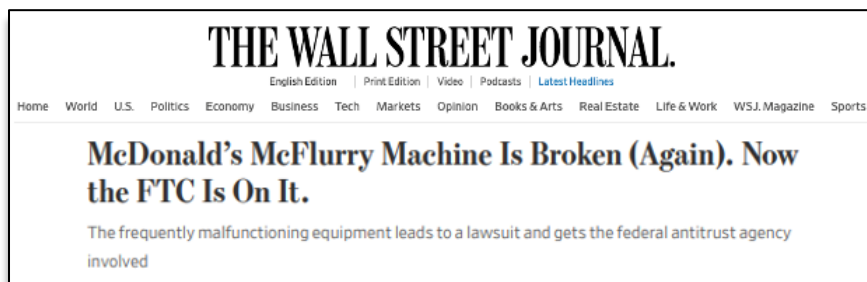 THE WALL STREET JOURNAL.
English Edition | Print Edition | Video | Podcasts | Latest Headlines
Home World U.S. Politics Economy Business Tech Markets Opinion Books & Arts Real Estate Life & Work WSJ. Magazine Sports
McDonald's McFlurry Machine Is Broken (Again). Now
the FTC Is On It.
The frequently malfunctioning equipment leads to a lawsuit and gets the federal antitrust agency
involved